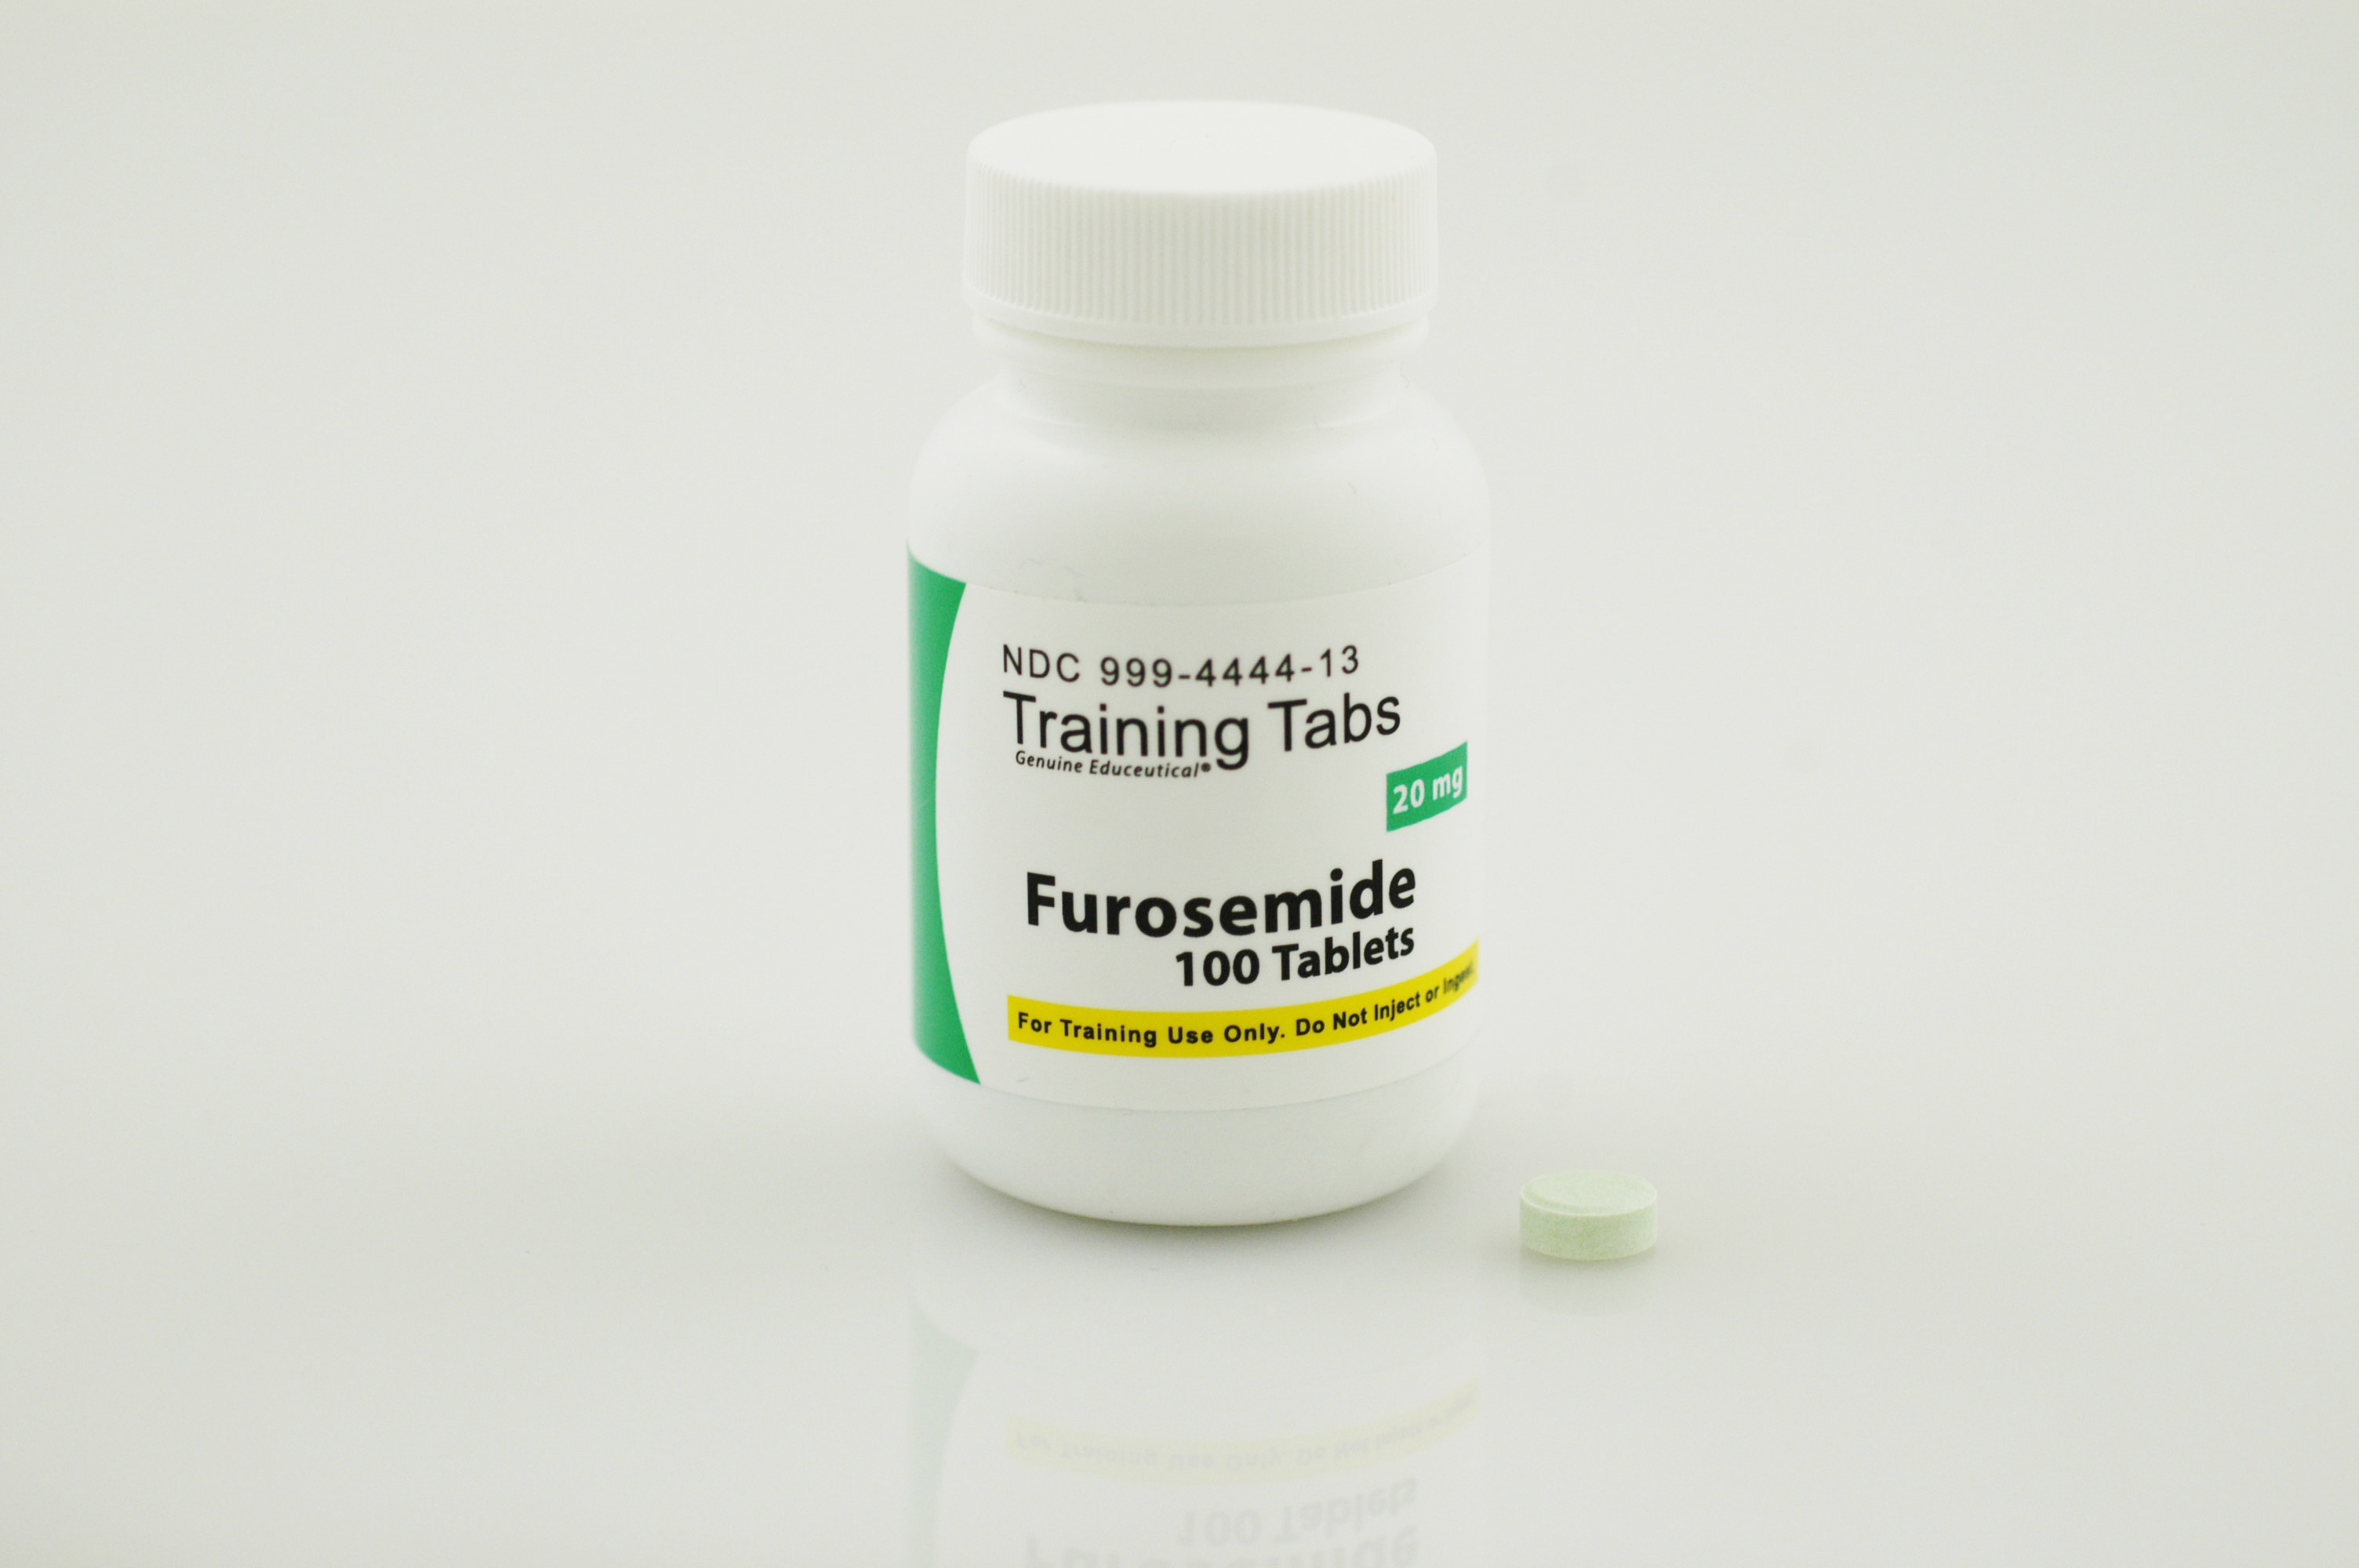 NDC 999-4444-13
Training Tabs
Genuine Educeutical®
20 mg
Furosemide
100 Tablets
For Training Use Only. Do Not Inject or Ingest.